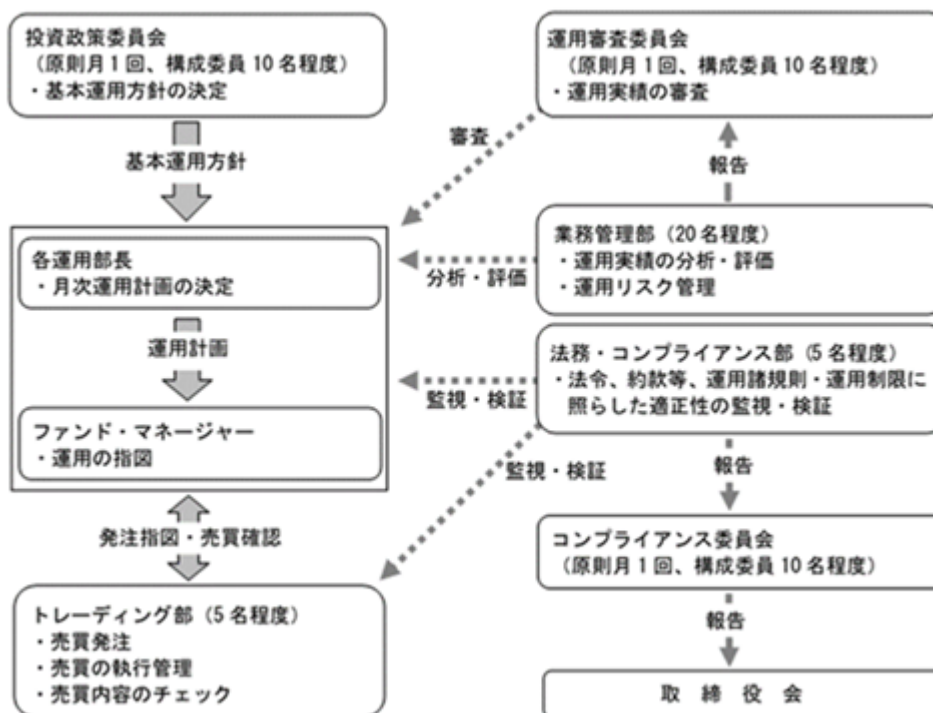 投資政策委員会
（原則月1回、構成委員10名程度）
・基本運用方針の決定
基本運用方針
各運用部長
・月次運用計画の決定
運用計画
ファンド・マネージャー
・運用の指図
発注指図・売買確認
トレーディング部（5名程度）
・売買発注
・売買の執行管理
・売買内容のチェック
運用審査委員会
（原則月1回、構成委員10名程度）
・運用実績の審査
審査
報告
業務管理部（20名程度）
・運用実績の分析・評価
・運用リスク管理
分析・評価
法務・コンプライアンス部（5名程度）
・法令、約款等、運用諸規則・運用制限に
照らした適正性の監視・検証
監視・検証
監視・検証
報告
コンプライアンス委員会
（原則月1回、構成委員10名程度）
報告
取締役会